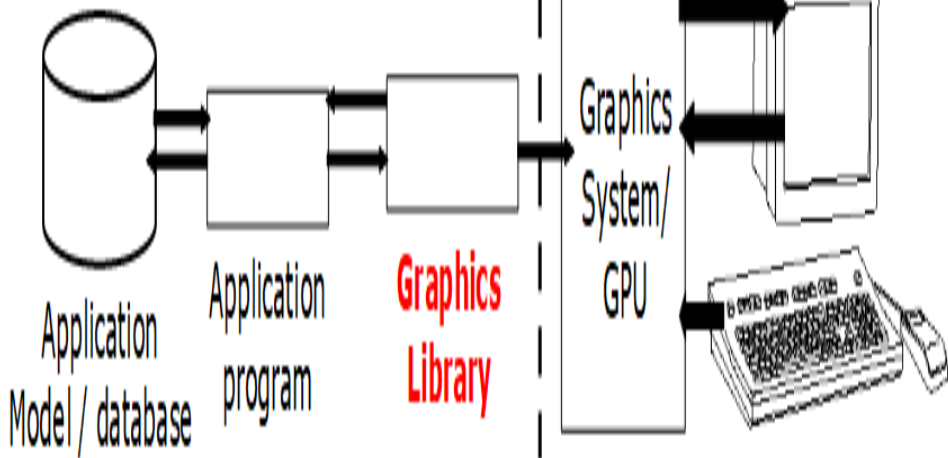 Application
Model / database
Application
program
Graphics
Library
Graphics
System/
GPU